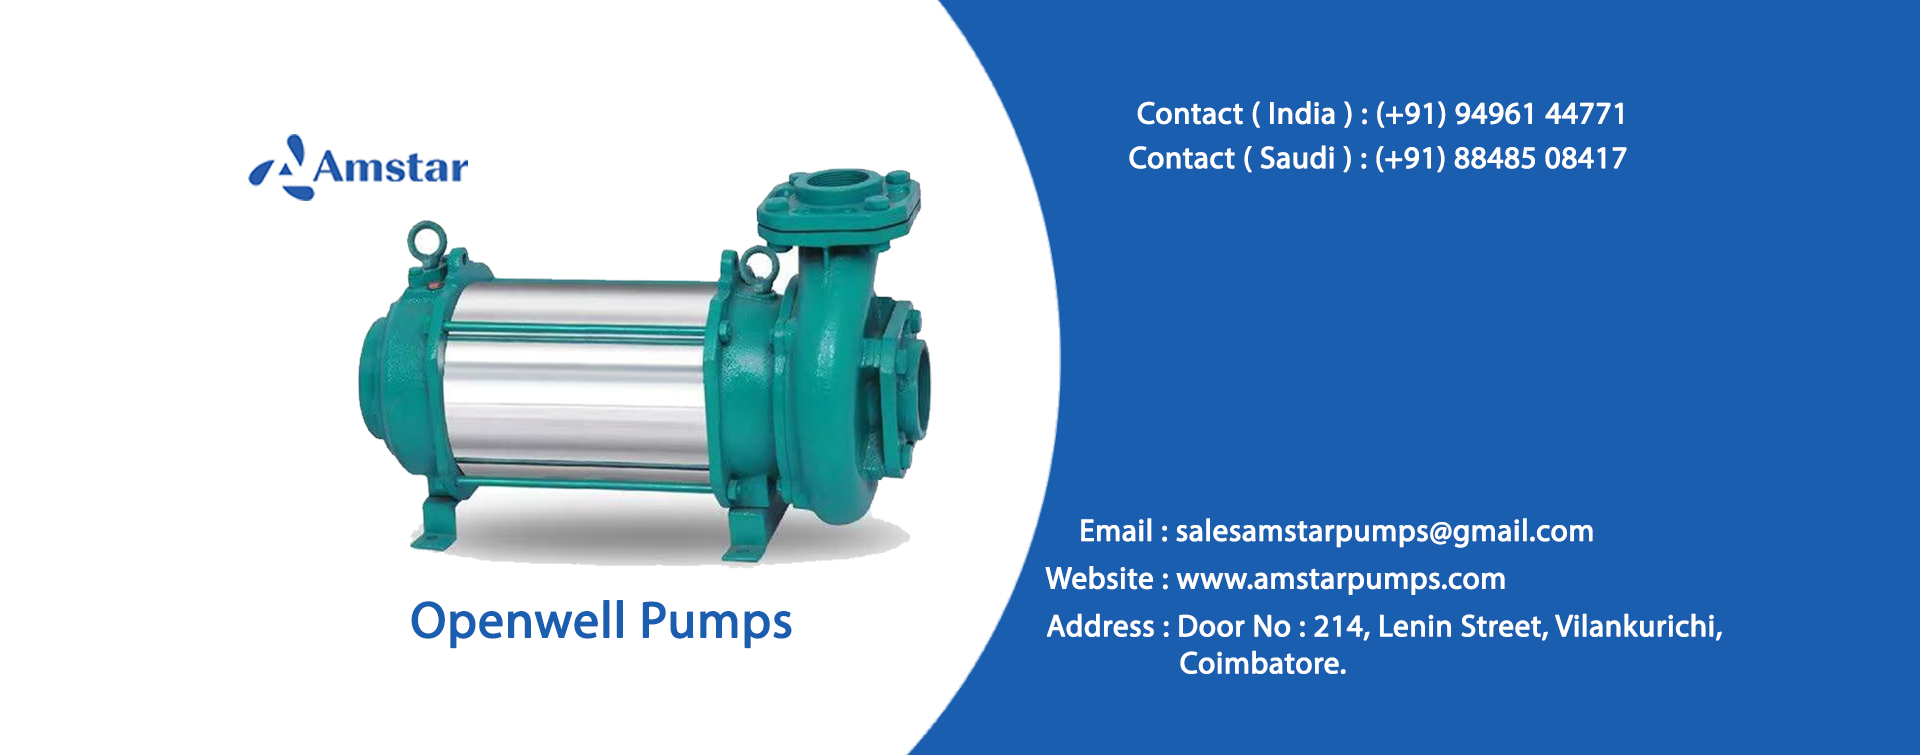 Amstar
Openwell Pumps
Contact ( India ) : (+91) 94961 44771
Contact ( Saudi ) : (+91) 88485 08417
Email : salesamstarpumps@gmail.com
Website : www.amstarpumps.com
Address : Door No : 214, Lenin Street, Vilankurichi,
Coimbatore.